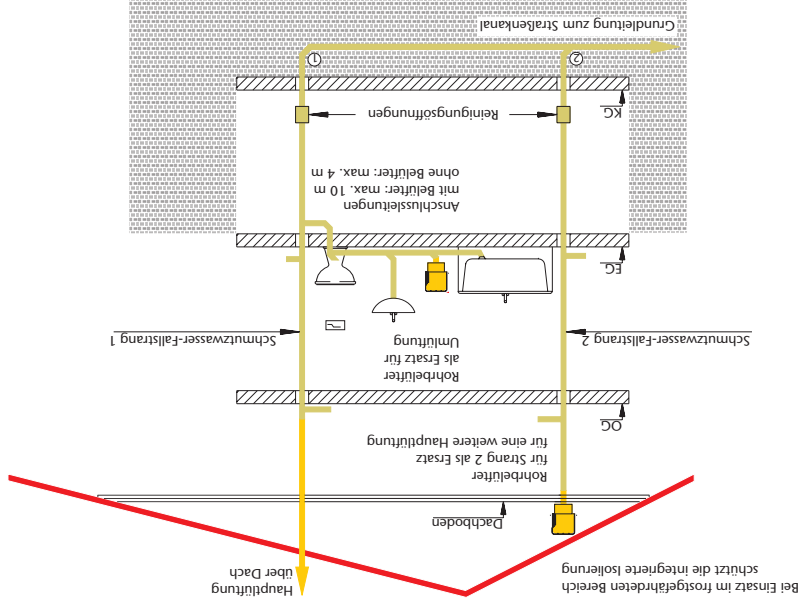 Bei Einsatz im frostgefährdeten Bereich
schützt die integrierte Isolierung
Hauptlüftung
über Dach
Dachboden
Rohrbelüfter
für Strang 2 als Ersatz
für eine weitere Hauptlüftung
OG
Rohrbelüfter
als Ersatz für
Umlüftung
Schmutzwasser-Fallstrang 2
Schmutzwasser-Fallstrang 1
EG
Anschlussleitungen
mit Belüfter: max. 10 m
ohne Belüfter: max. 4 m
KG
Reinigungsöffnungen
②
①
Grundleitung zum Straßenkanal